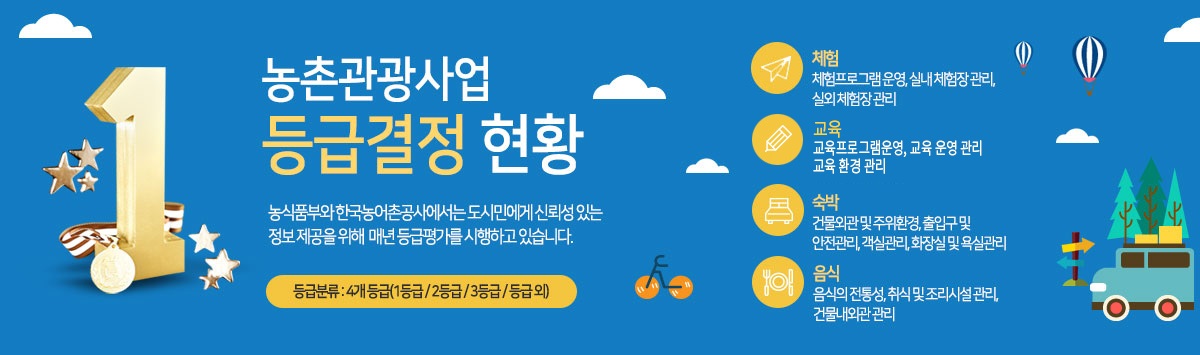 농촌관광사업
등급결정 현황
농식품부와 한국농어촌공사에서는 도시민에게 신뢰성 있는
정보 제공을 위해 매년 등급평가를 시행하고 있습니다.
등급분류 : 4개 등급(1등급 / 2등급 / 3등급 / 등급 외)
체험
체험프로그램 운영, 실내 체험장 관리,
실외 체험장 관리
교육
교육프로그램운영, 교육 운영 관리
교육 환경 관리
숙박
건물외관 및 주위환경, 출입구 및
안전관리, 객실관리, 화장실 및 욕실관리
음식
음식의 전통성, 취식 및 조리시설 관리,
건물내외관 관리